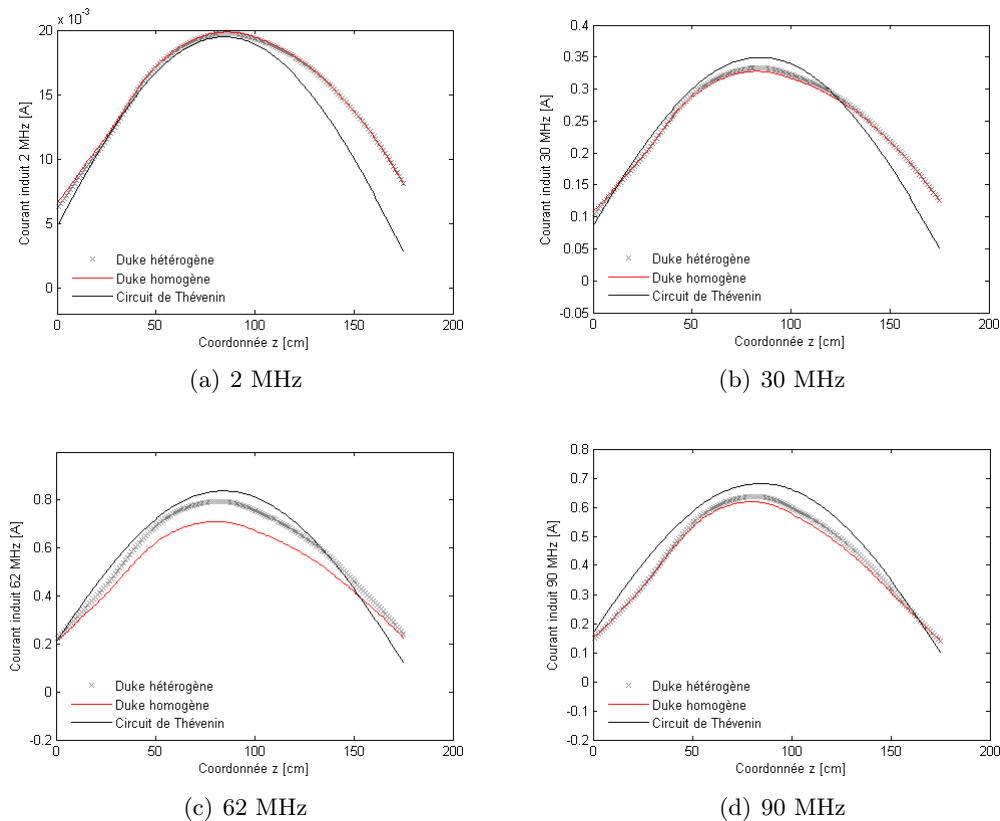 x 10⁻³
20
15
10
5
0
Courant induit 2 MHz [A]
Duke hétérogène
Duke homogène
Circuit de Thévenin
0 50 100 150 200
Coordonnée z [cm]
(a) 2 MHz
0.4
0.35
0.3
0.25
0.2
0.15
0.1
0.05
0
-0.05
Courant induit 30 MHz [A]
Duke hétérogène
Duke homogène
Circuit de Thévenin
0 50 100 150 200
Coordonnée z [cm]
(b) 30 MHz
0.8
0.6
0.4
0.2
0
-0.2
Courant induit 62 MHz [A]
Duke hétérogène
Duke homogène
Circuit de Thévenin
0 50 100 150 200
Coordonnée z [cm]
(c) 62 MHz
0.8
0.7
0.6
0.5
0.4
0.3
0.2
0.1
0
-0.1
-0.2
Courant induit 90 MHz [A]
Duke hétérogène
Duke homogène
Circuit de Thévenin
0 50 100 150 200
Coordonnée z [cm]
(d) 90 MHz